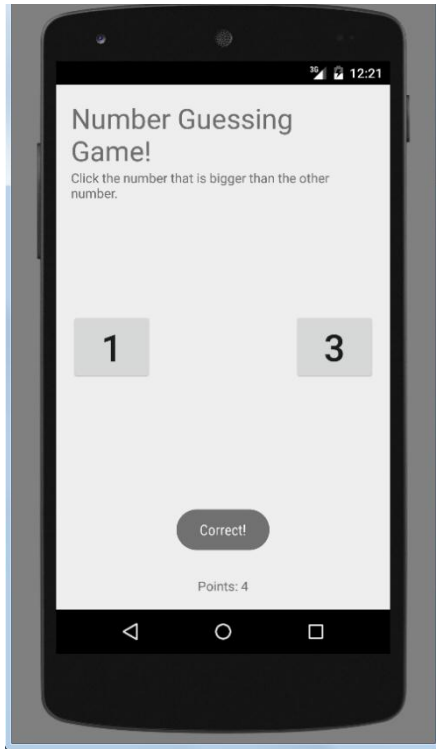 3G 12:21
Number Guessing
Game!
Click the number that is bigger than the other
number.
1 3
Correct!
Points: 4